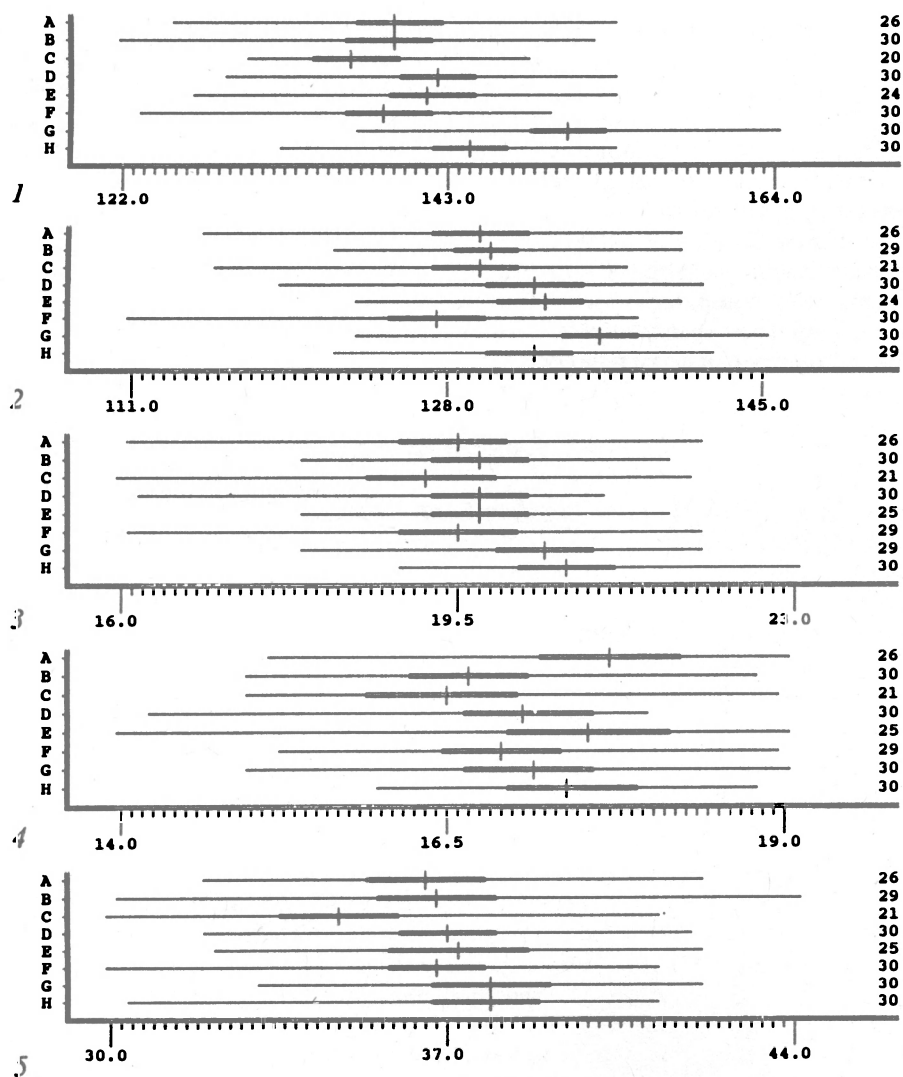 A 26
B 30
C 20
D 30
E 24
F 30
G 30
H 30
1
122.0 143.0 164.0
A 26
B 29
C 21
D 30
E 24
F 30
G 30
H 29
2
111.0 128.0 145.0
A 26
B 30
C 21
D 30
E 25
F 29
G 29
H 30
3
16.0 19.5 23.0
A 26
B 30
C 21
D 30
E 25
F 29
G 30
H 30
4
14.0 16.5 19.0
A 26
B 29
C 21
D 30
E 25
F 30
G 30
H 30
5
30.0 37.0 44.0